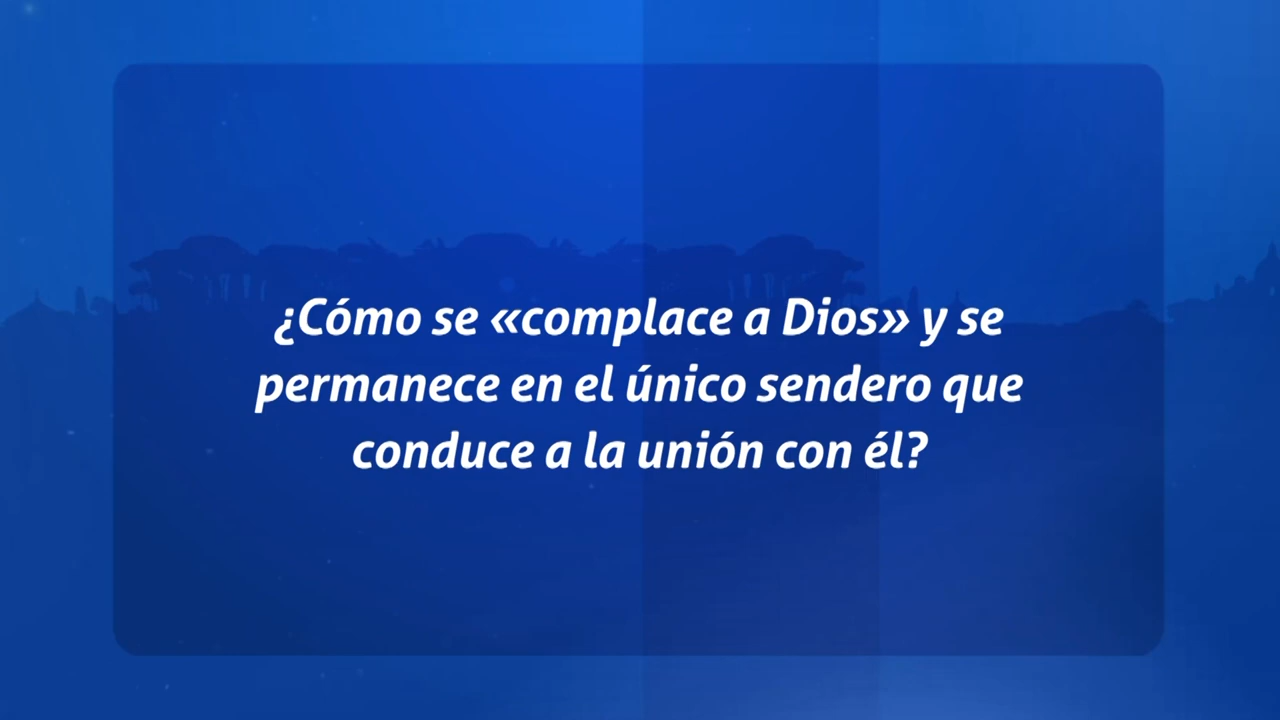 ¿Cómo se «complace a Dios» y se
permanece en el único sendero que
conduce a la unión con él?